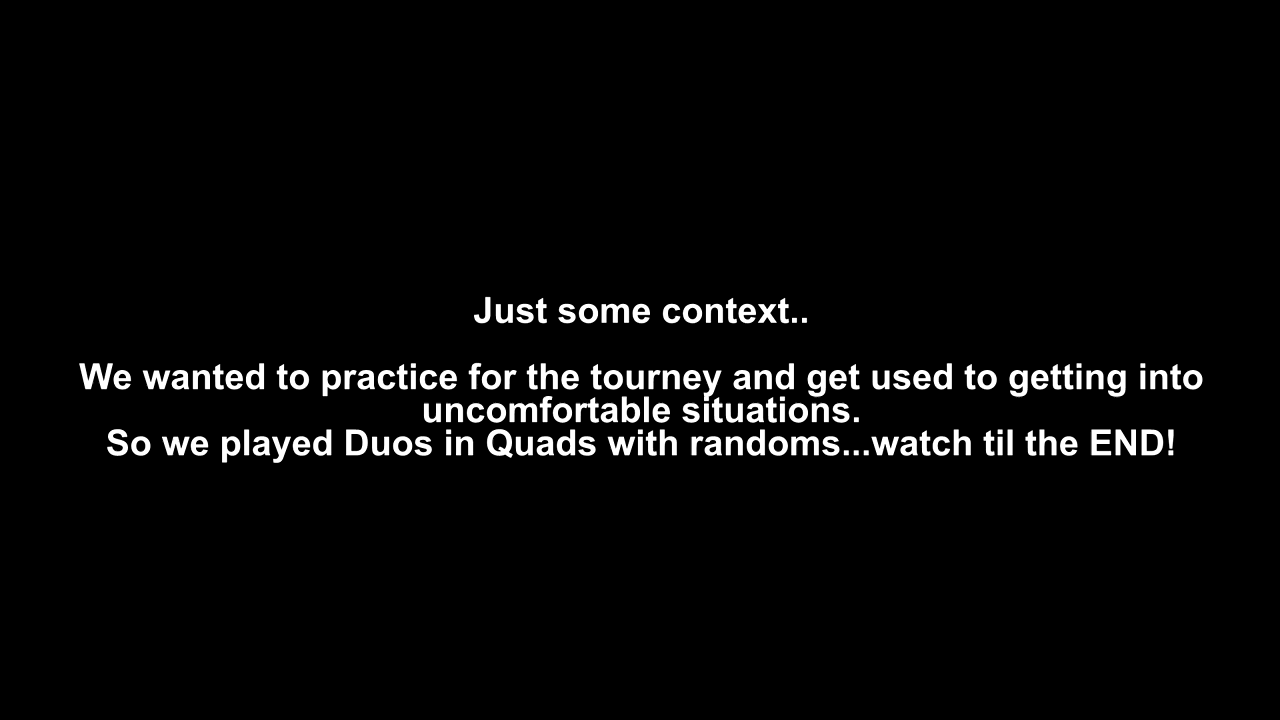 Just some context..
We wanted to practice for the tourney and get used to getting into
uncomfortable situations.
So we played Duos in Quads with randoms...watch til the END!